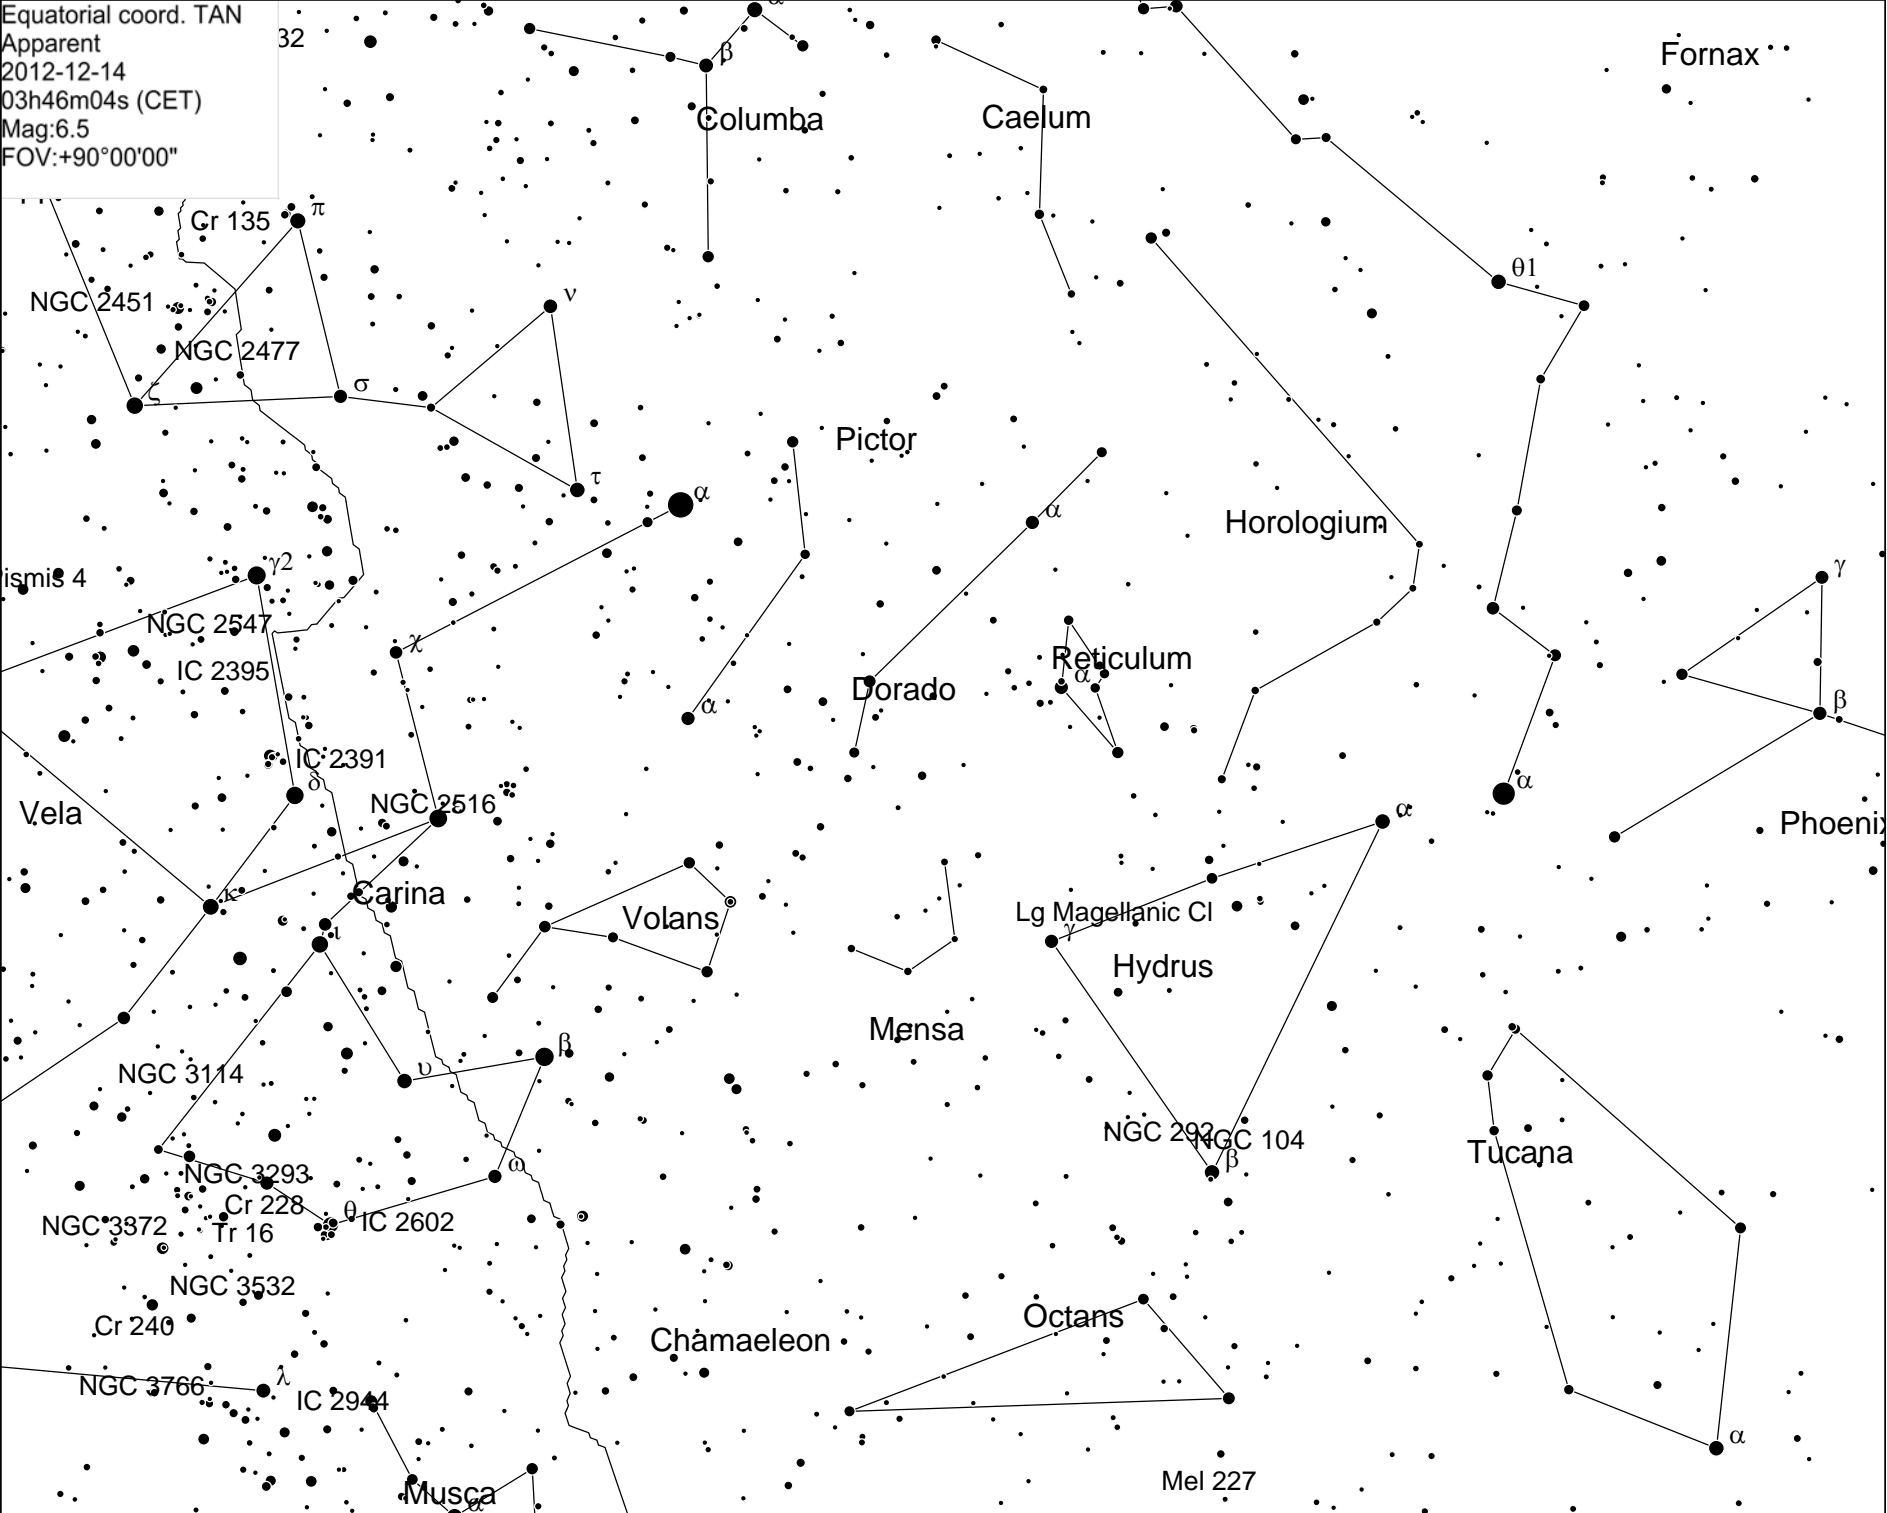 Equatorial coord. TAN
Apparent
2012-12-14
03h46m04s (CET)
Mag:6.5
FOV:+90°00'00"
32
α
β
Columba
Caelum
Fornax
Cr 135
π
θ1
NGC 2451
ν
NGC 2477
ζ
σ
Pictor
τ
α
α
Horologium
γ2
ismis 4
γ
NGC 2547
χ
IC 2395
Reticulum
α
Dorado
α
β
IC 2391
δ
α
NGC 2516
Vela
α
Phoenix
κ
Carina
Volans
Lg Magellanic Cl
γ
ι
Hydrus
Mensa
β
υ
NGC 3114
NGC 292
NGC 104
β
Tucana
ω
NGC 3293
Cr 228
θ
IC 2602
NGC 3372
Tr 16
NGC 3532
Cr 240
Chamaeleon
Octans
λ
NGC 3766
IC 2944
α
Mel 227
Musca
α